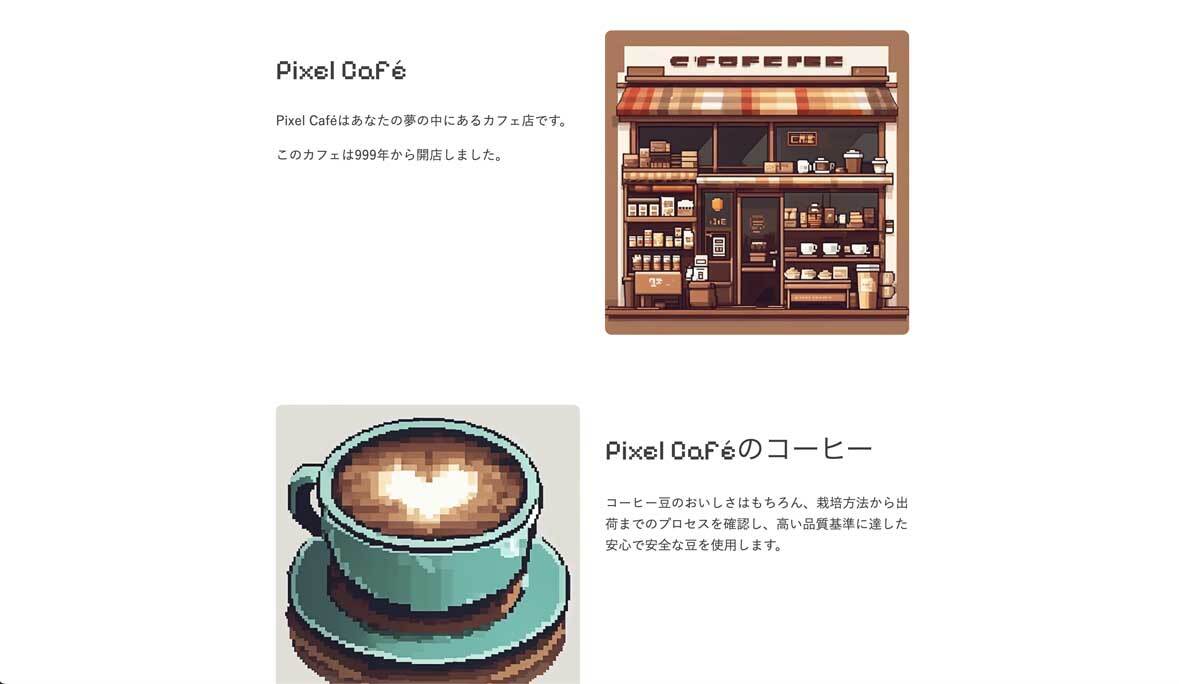 Pixel Café
Pixel Caféはあなたの夢の中にあるカフェ店です。
このカフェは999年から開店しました。
Pixel Caféのコーヒー
コーヒー豆のおいしさはもちろん、栽培方法から出
荷までのプロセスを確認し、高い品質基準に達した
安心で安全な豆を使用します。